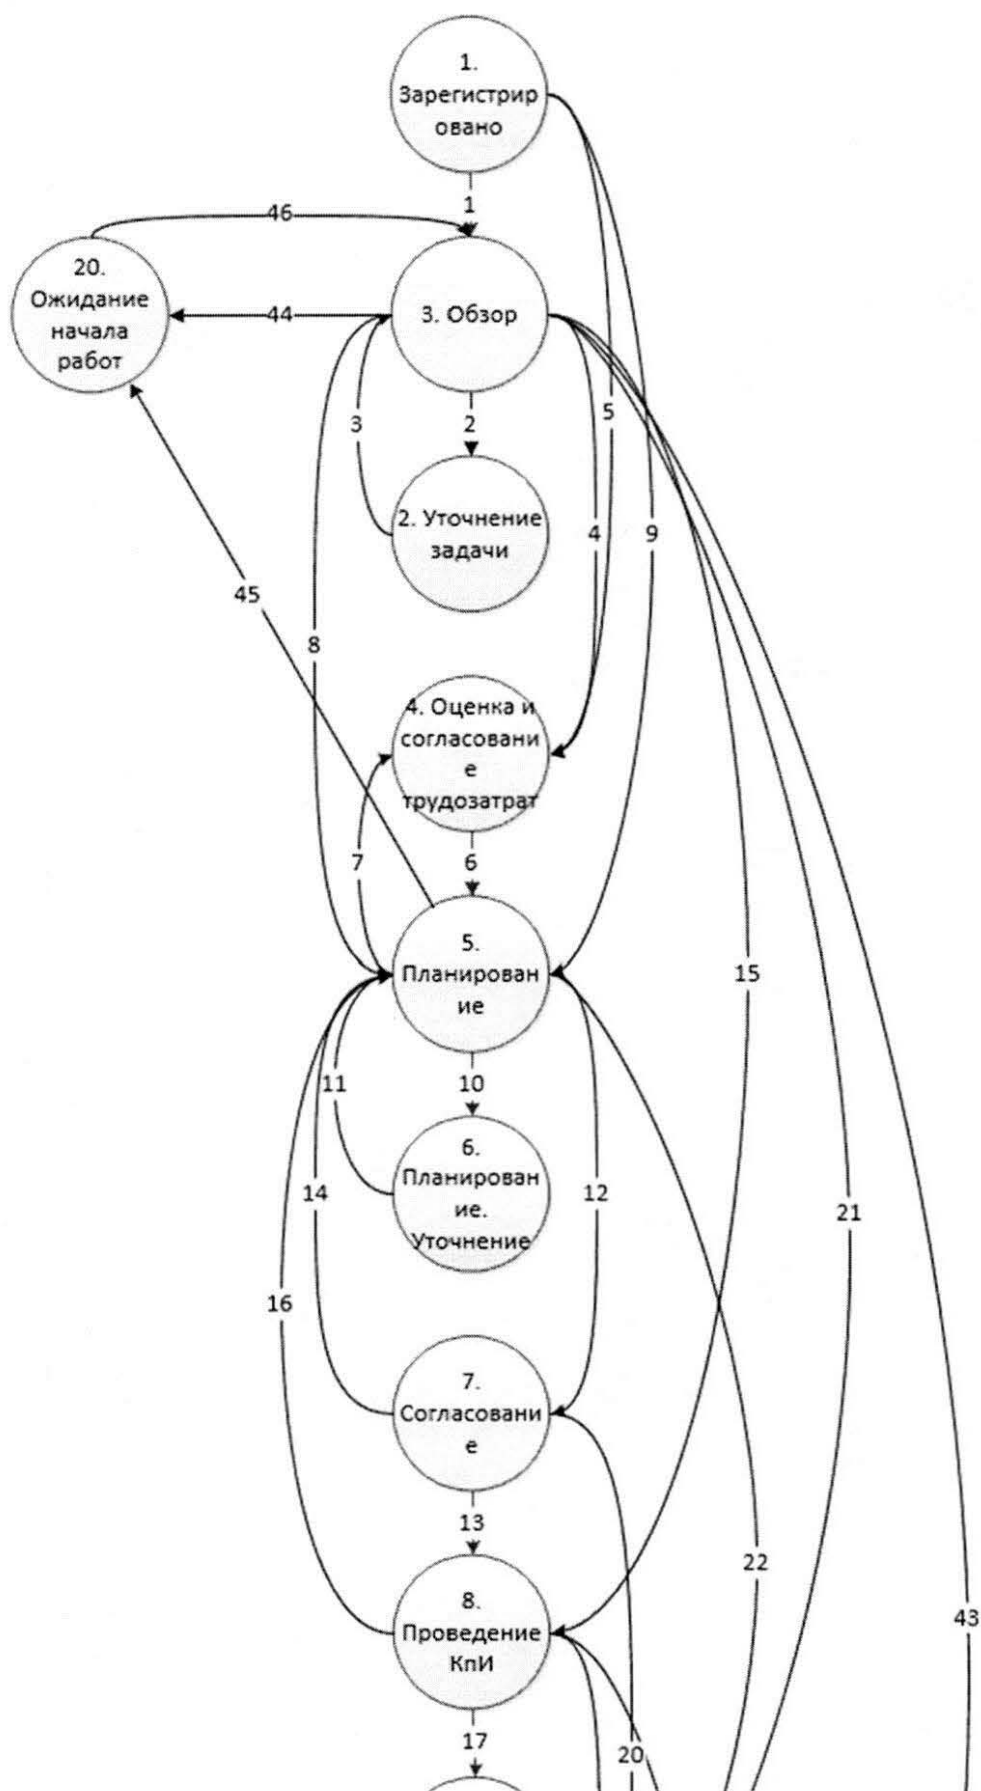 1.
Зарегистрир
овано
1
46
20.
Ожидание
начала
работ
44
3. Обзор
3
2
5
2. Уточнение
задачи
4
9
45
8
4. Оценка и
согласовани
е
трудозатрат
7
6
5.
Планирован
ие
15
11
10
6.
Планирован
ие.
Уточнение
14
12
21
16
7.
Согласовани
е
13
22
8.
Проведение
КпИ
43
17
20